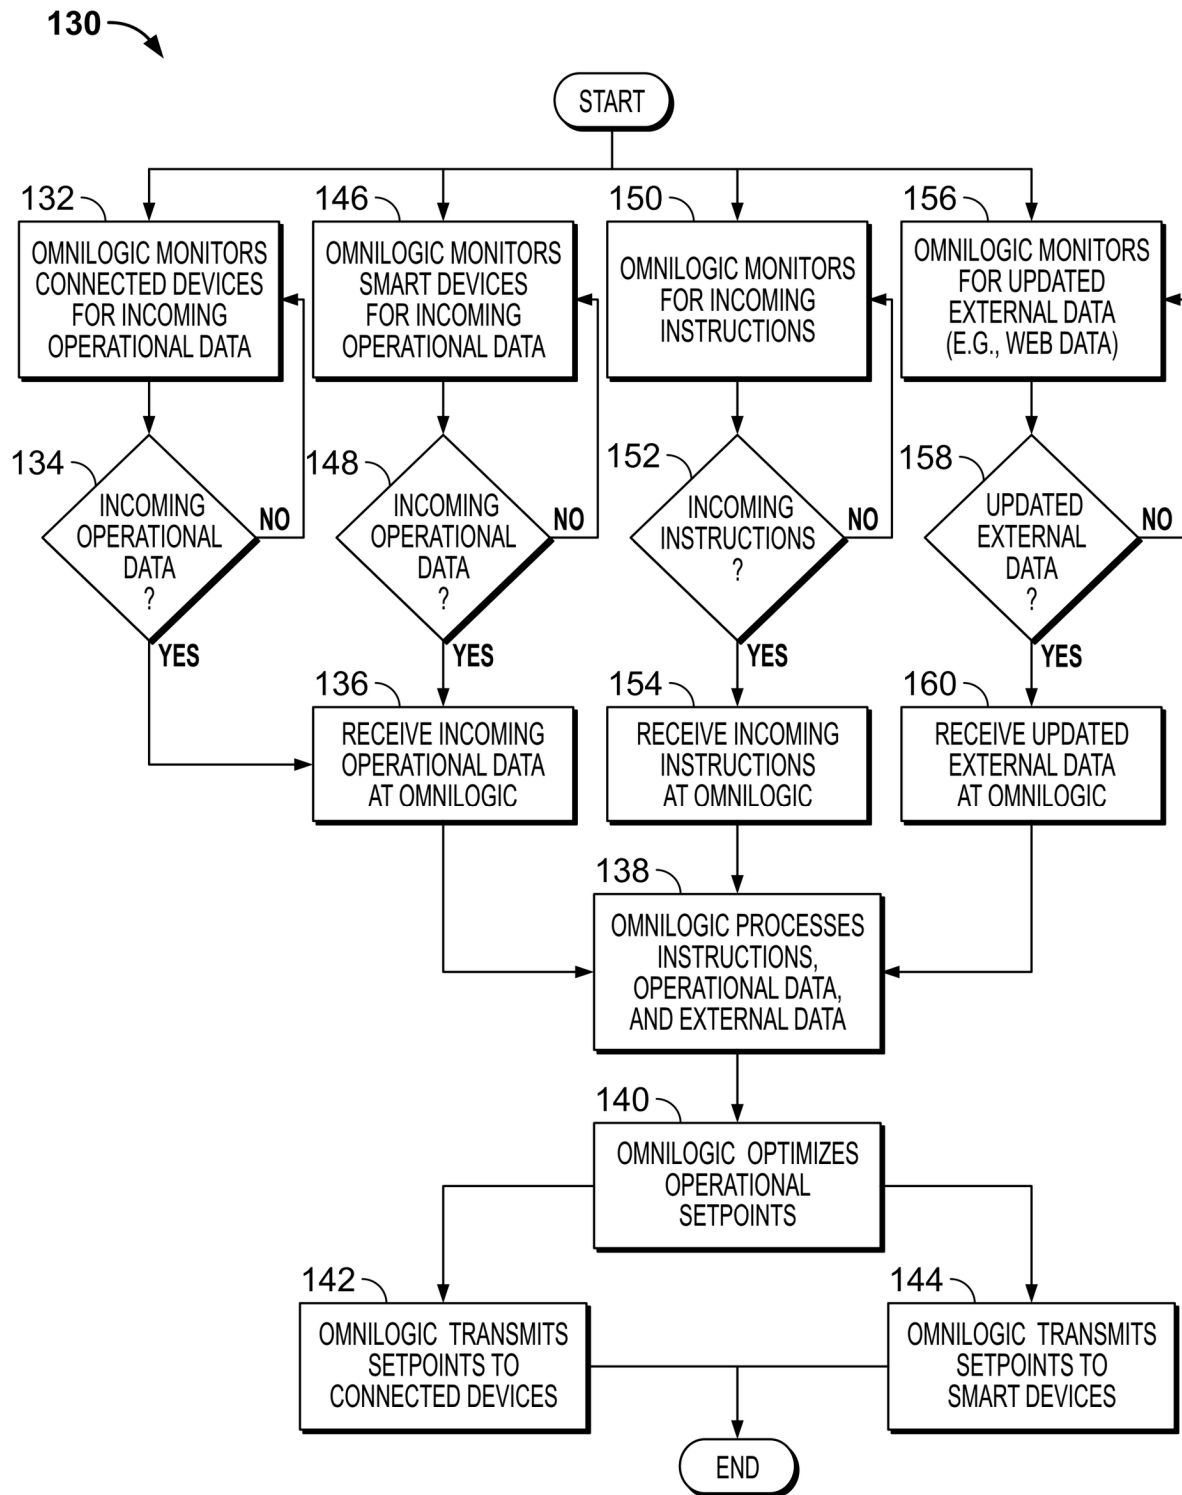 130
START
132
OMNILOGIC MONITORS
CONNECTED DEVICES
FOR INCOMING
OPERATIONAL DATA
146
OMNILOGIC MONITORS
SMART DEVICES
FOR INCOMING
OPERATIONAL DATA
150
OMNILOGIC MONITORS
FOR INCOMING
INSTRUCTIONS
156
OMNILOGIC MONITORS
FOR UPDATED
EXTERNAL DATA
(E.G., WEB DATA)
134
INCOMING
OPERATIONAL
DATA
?
NO
YES
148
INCOMING
OPERATIONAL
DATA
?
NO
YES
152
INCOMING
INSTRUCTIONS
?
NO
YES
158
UPDATED
EXTERNAL
DATA
?
NO
YES
136
RECEIVE INCOMING
OPERATIONAL DATA
AT OMNILOGIC
154
RECEIVE INCOMING
INSTRUCTIONS
AT OMNILOGIC
160
RECEIVE UPDATED
EXTERNAL DATA
AT OMNILOGIC
138
OMNILOGIC PROCESSES
INSTRUCTIONS,
OPERATIONAL DATA,
AND EXTERNAL DATA
140
OMNILOGIC OPTIMIZES
OPERATIONAL
SETPOINTS
142
OMNILOGIC TRANSMITS
SETPOINTS TO
CONNECTED DEVICES
144
OMNILOGIC TRANSMITS
SETPOINTS TO
SMART DEVICES
END